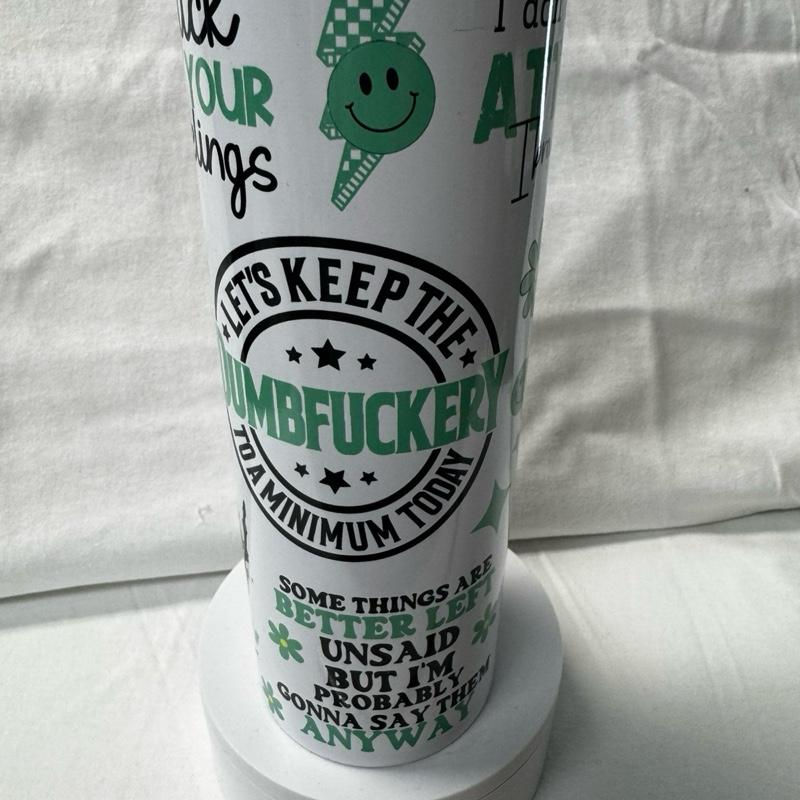 YOUR
I
LET'S KEEP THE
DUMBFUCKERY
TO A MINIMUM TODAY
SOME THINGS ARE
BETTER LEFT
UNSAID
BUT I'M
PROBABLY
GONNA SAY THEM
ANYWAY